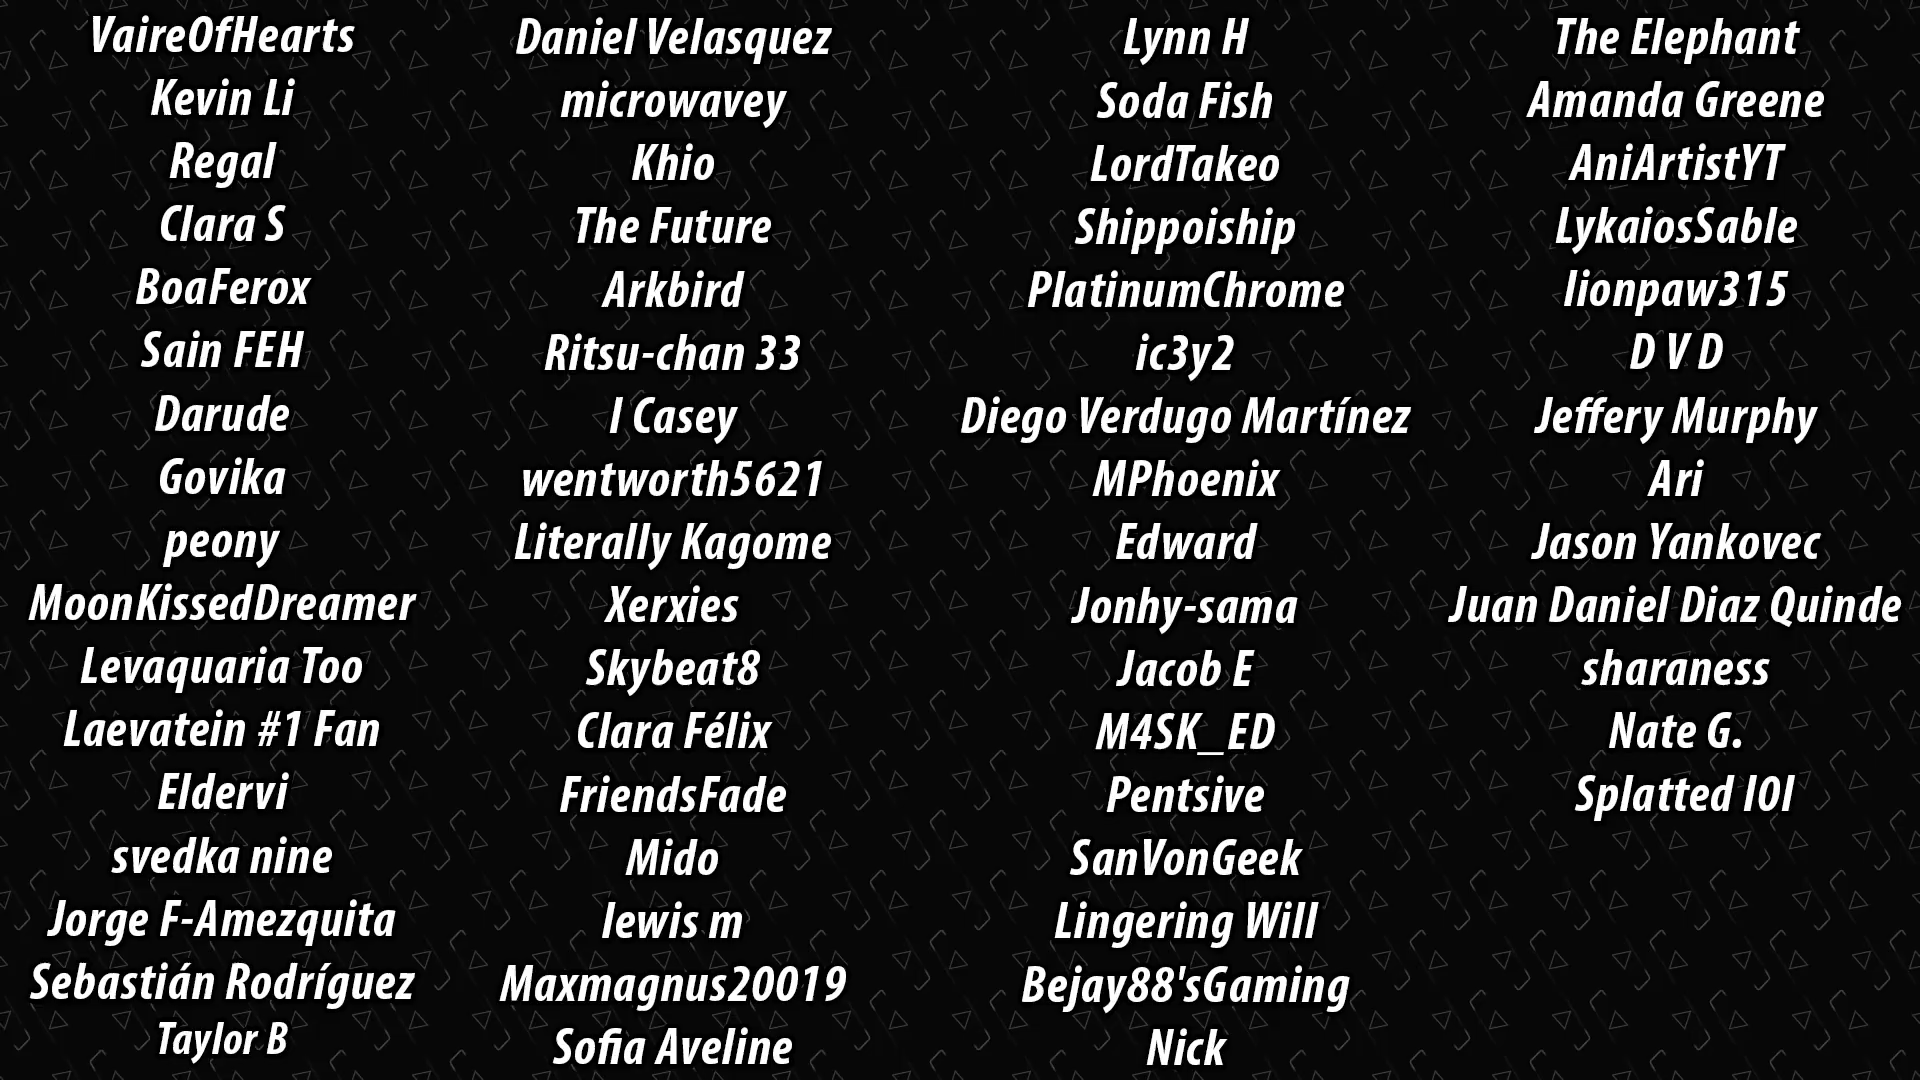 VaireOfHearts
Kevin Li
Regal
Clara S
BoaFerox
Sain FEH
Darude
Govika
peony
MoonKissedDreamer
Levaquaria Too
Laevatein #1 Fan
Eldervi
svedka nine
Jorge F-Amezquita
Sebastián Rodríguez
Taylor B
Daniel Velasquez
microwavey
Khio
The Future
Arkbird
Ritsu-chan 33
I Casey
wentworth5621
Literally Kagome
Xerxies
Skybeat8
Clara Félix
FriendsFade
Mido
lewis m
Maxmagnus20019
Sofia Aveline
Lynn H
Soda Fish
LordTakeo
Shippoiship
PlatinumChrome
ic3y2
Diego Verdugo Martínez
MPhoenix
Edward
Jonhy-sama
Jacob E
M4SK_ED
Pentsive
SanVonGeek
Lingering Will
Bejay88'sGaming
Nick
The Elephant
Amanda Greene
AniArtistYT
LykaiosSable
lionpaw315
D V D
Jeffery Murphy
Ari
Jason Yankovec
Juan Daniel Diaz Quinde
sharaness
Nate G.
Splatted lOl